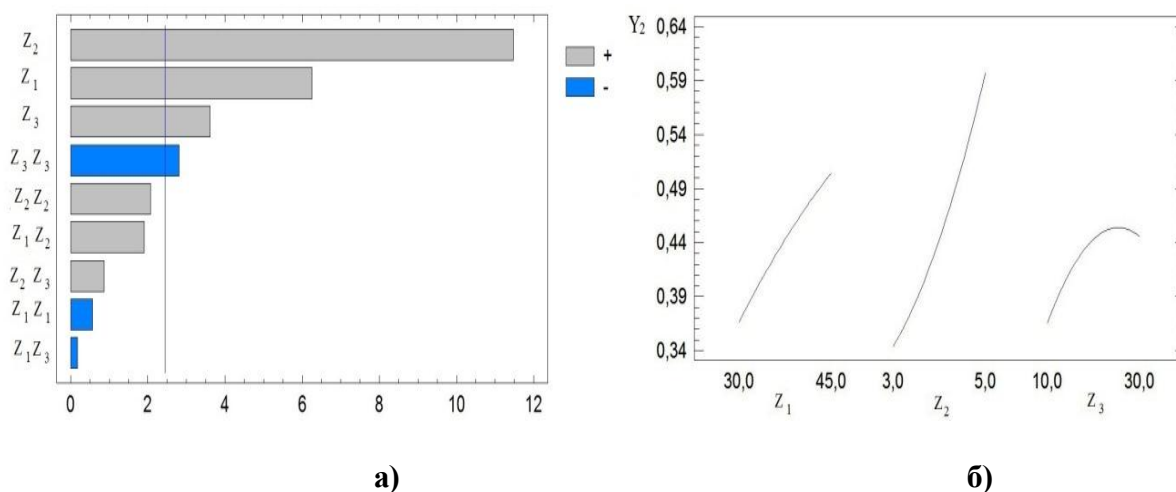 Z₂
Z₁
Z₃
Z₃ Z₃
Z₂ Z₂
Z₁ Z₂
Z₂ Z₃
Z₁ Z₁
Z₁Z₃
0 2 4 6 8 10 12
+
-
а)
Y₂
0,64
0,59
0,54
0,49
0,44
0,39
0,34
30,0 45,0 3,0 5,0 10,0 30,0
Z₁ Z₂ Z₃
б)